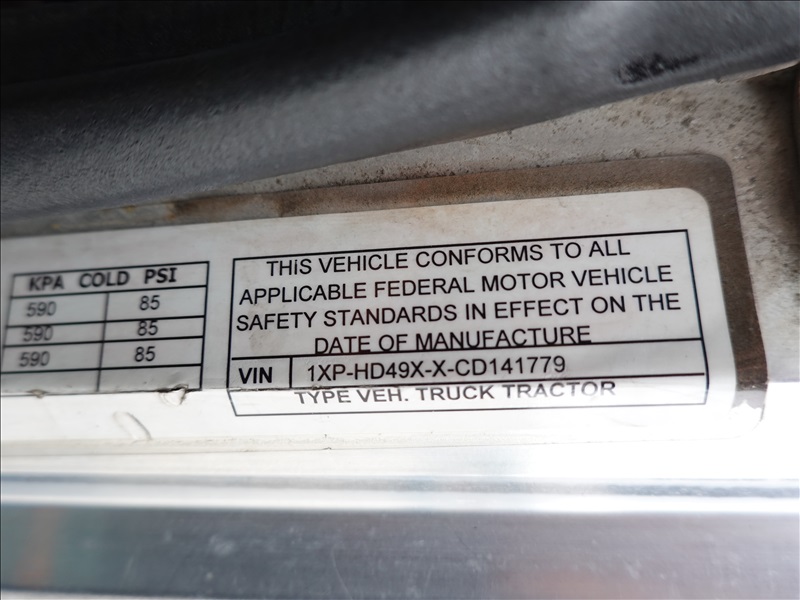 KPA COLD PSI
590 85
590 85
590 85
THIS VEHICLE CONFORMS TO ALL
APPLICABLE FEDERAL MOTOR VEHICLE
SAFETY STANDARDS IN EFFECT ON THE
DATE OF MANUFACTURE
VIN 1XP-HD49X-X-CD141779
TYPE VEH. TRUCK TRACTOR